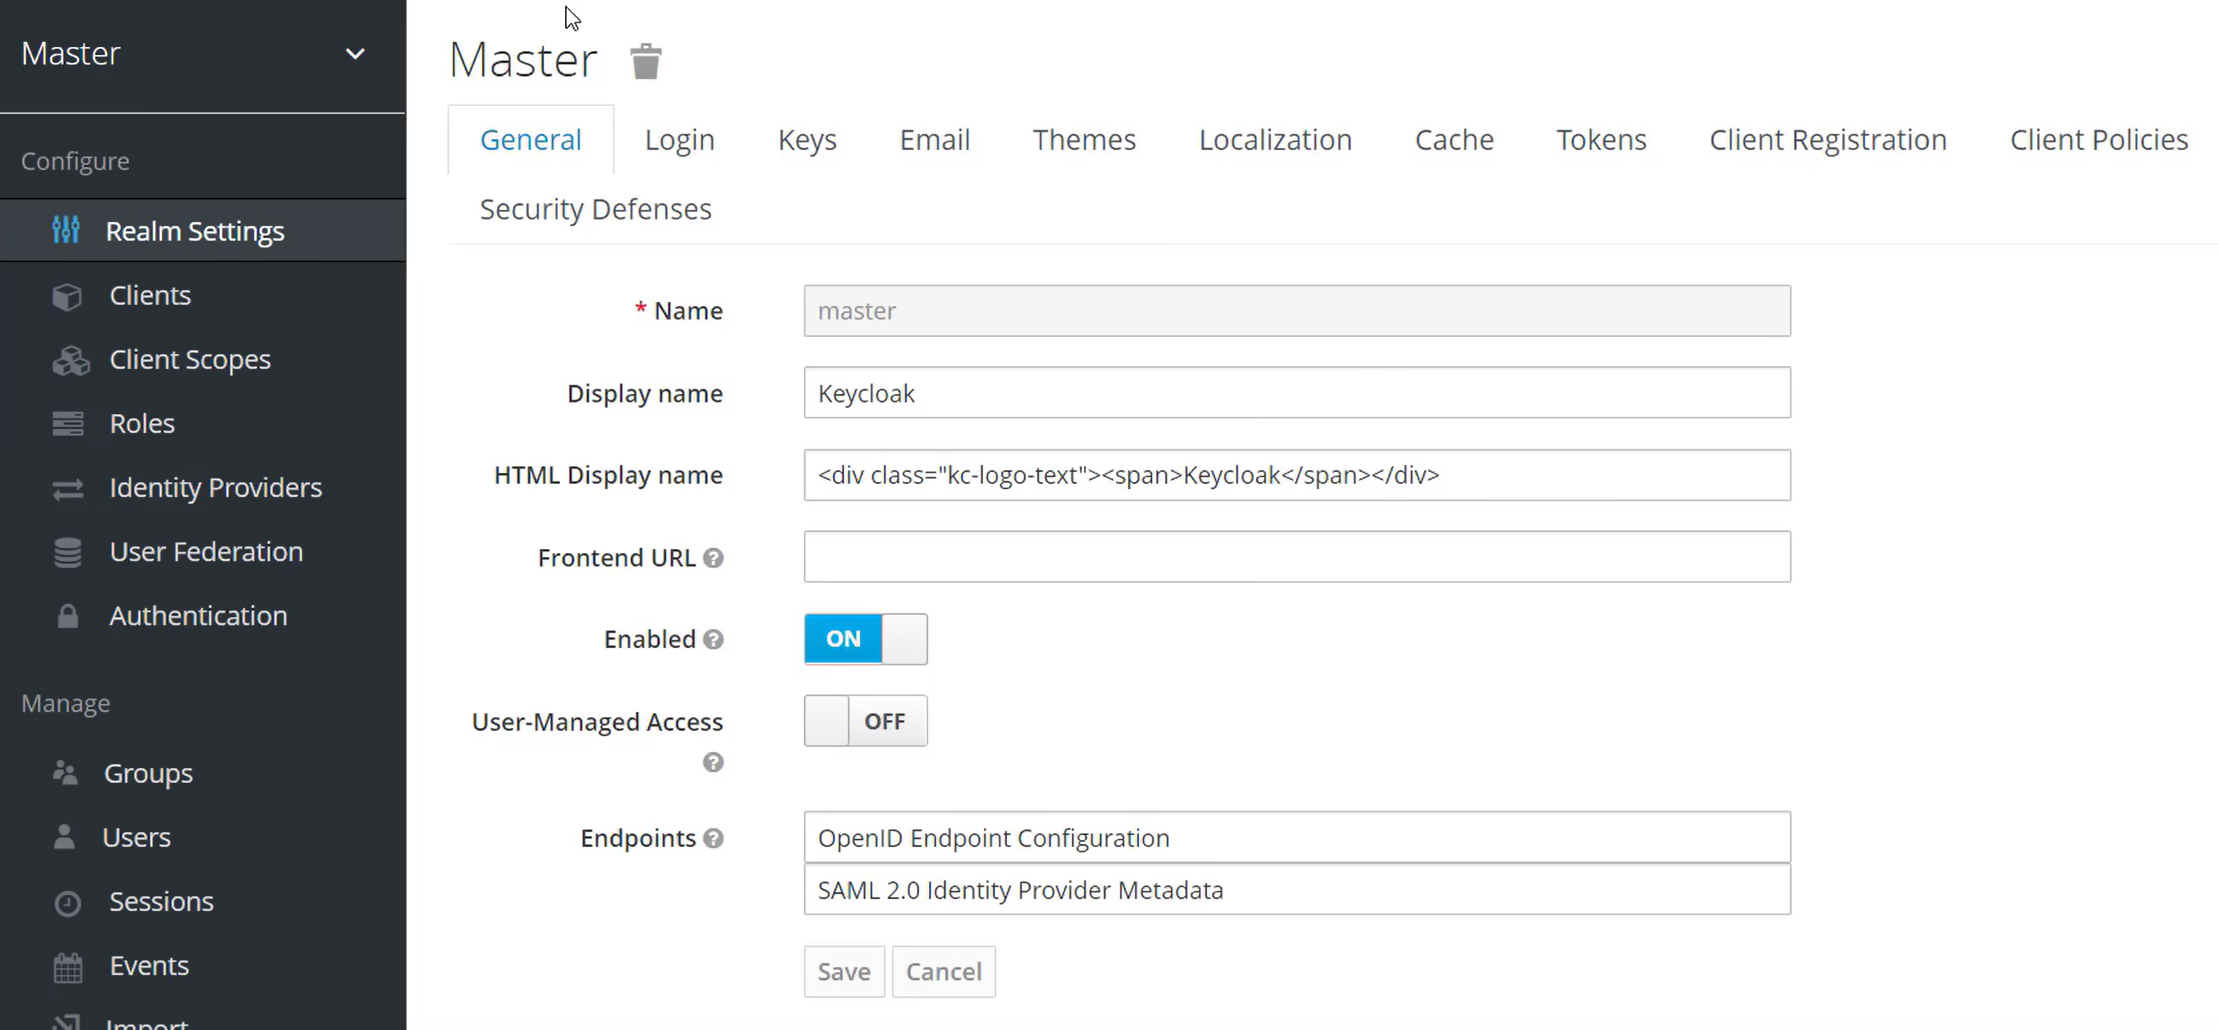 Master
Configure
Realm Settings
Clients
Client Scopes
Roles
Identity Providers
User Federation
Authentication
Manage
Groups
Users
Sessions
Events
Import
Master
General Login Keys Email Themes Localization Cache Tokens Client Registration Client Policies
Security Defenses
* Name master
Display name Keycloak
HTML Display name <div class="kc-logo-text"><span>Keycloak</span></div>
Frontend URL
Enabled ON
User-Managed Access OFF
Endpoints OpenID Endpoint Configuration
SAML 2.0 Identity Provider Metadata
Save Cancel